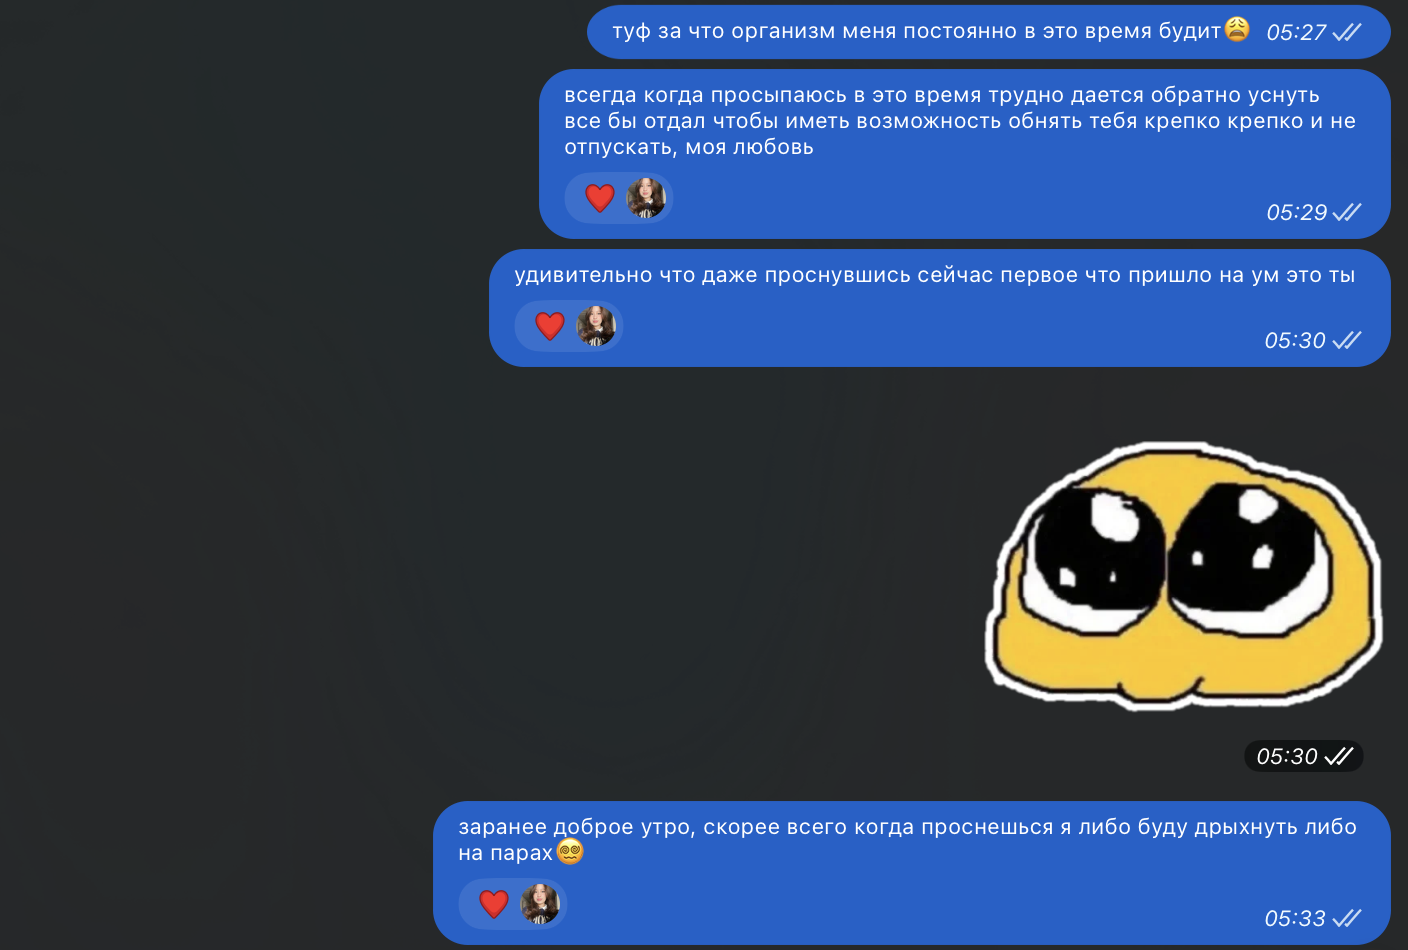 туф за что организм меня постоянно в это время будит😩 05:27
всегда когда просыпаюсь в это время трудно дается обратно уснуть
все бы отдал чтобы иметь возможность обнять тебя крепко крепко и не
отпускать, моя любовь
05:29
удивительно что даже проснувшись сейчас первое что пришло на ум это ты
05:30
05:30
заранее доброе утро, скорее всего когда проснешься я либо буду дрыхнуть либо
на парах😵‍💫
05:33